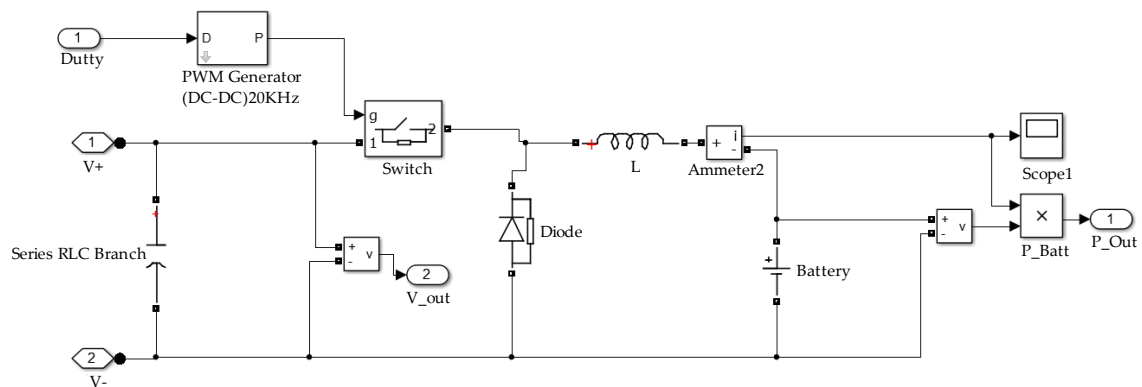 1
Dutty
D
P
PWM Generator
(DC-DC)20KHz
g
1
2
Switch
1
V+
L
+
i
-
Ammeter2
Scope1
Series RLC Branch
Diode
+
-
v
2
V_out
+
Battery
+
-
v
×
P_Batt
1
P_Out
2
V-